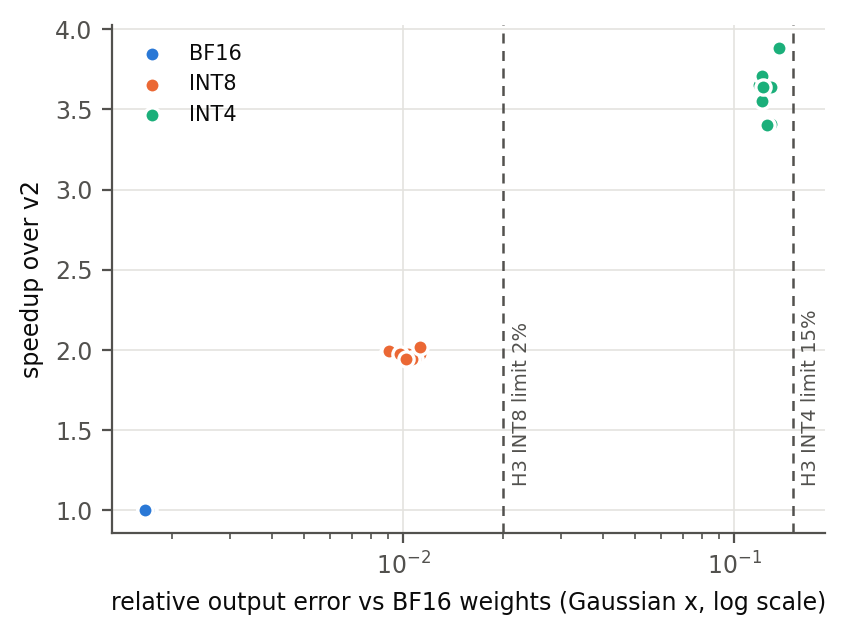 BF16
INT8
INT4
4.0
3.5
3.0
2.5
2.0
1.5
1.0
speedup over v2
H3 INT8 limit 2%
H3 INT4 limit 15%
10⁻²
10⁻¹
relative output error vs BF16 weights (Gaussian x, log scale)